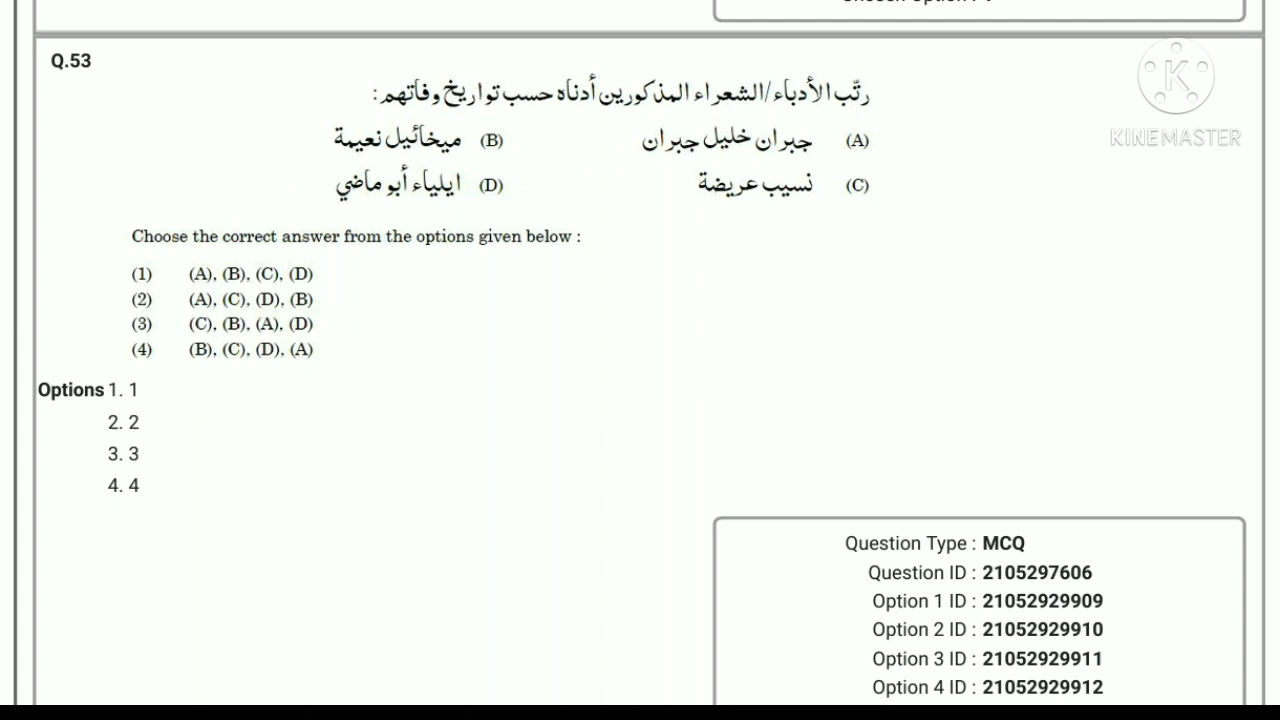 Q.53
رتّب الأدباء/الشعراء المذكورين أدناه حسب تواريخ وفاتهم:
(A) جبران خليل جبران (B) ميخائيل نعيمة
(C) نسيب عريضة (D) ايلياء أبو ماضي
KINEMASTER
Choose the correct answer from the options given below :
(1) (A), (B), (C), (D)
(2) (A), (C), (D), (B)
(3) (C), (B), (A), (D)
(4) (B), (C), (D), (A)
Options 1. 1
2. 2
3. 3
4. 4
Question Type : MCQ
Question ID : 2105297606
Option 1 ID : 21052929909
Option 2 ID : 21052929910
Option 3 ID : 21052929911
Option 4 ID : 21052929912